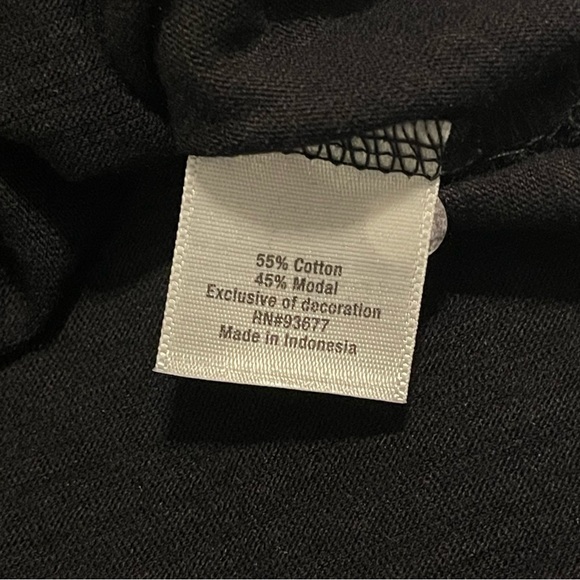 55% Cotton
45% Modal
Exclusive of decoration
RN#93677
Made in Indonesia